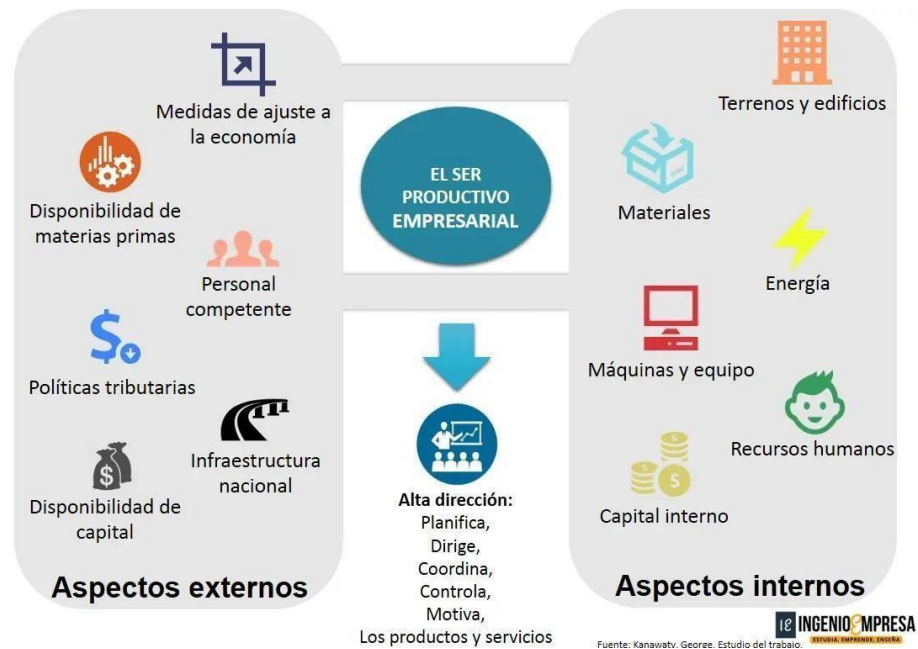 Medidas de ajuste a
la economía
Disponibilidad de
materias primas
Personal
competente
Políticas tributarias
Infraestructura
nacional
Disponibilidad de
capital
Aspectos externos
EL SER
PRODUCTIVO
EMPRESARIAL
Alta dirección:
Planifica,
Dirige,
Coordina,
Controla,
Motiva,
Los productos y servicios
Terrenos y edificios
Materiales
Energía
Máquinas y equipo
Recursos humanos
Capital interno
Aspectos internos
IE INGENIO EMPRESA
ESTUDIA, EMPRENDE, ENSEÑA
Fuente: Kanawaty, George. Estudio del trabajo.